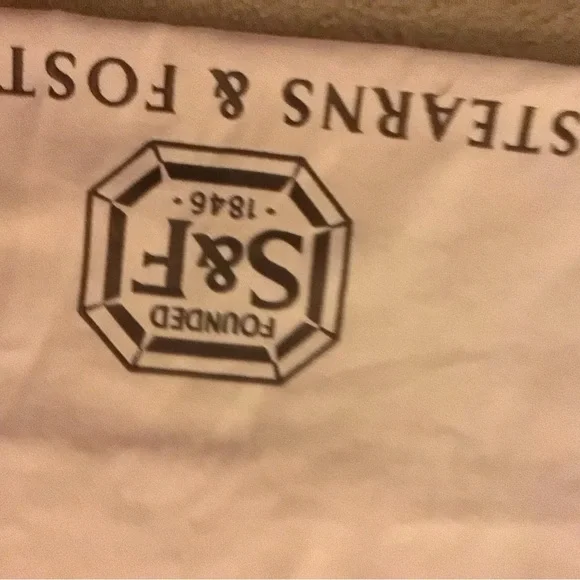 FOUNDED
S&F
· 1846 ·
STEARNS & FOST